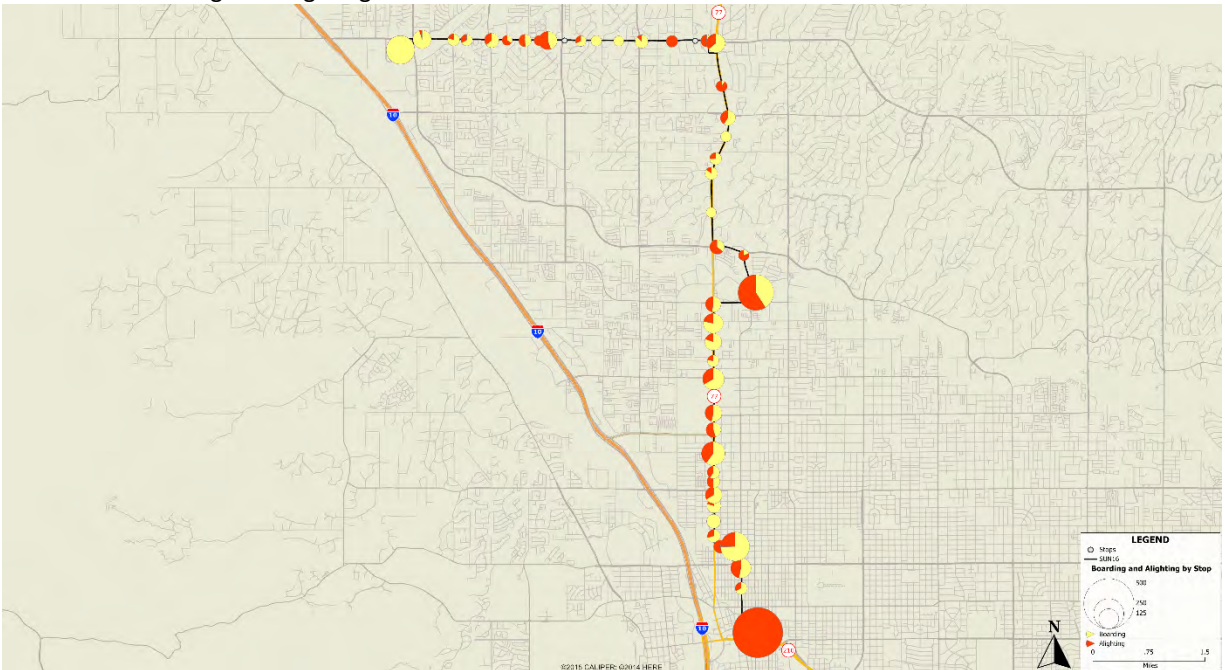 77
10
10
77
10
210
LEGEND
Stops
SUN16
Boarding and Alighting by Stop
500
250
125
Boarding
Alighting
0 .75 1.5
Miles
N
©2015 CALIPER; ©2014 HERE